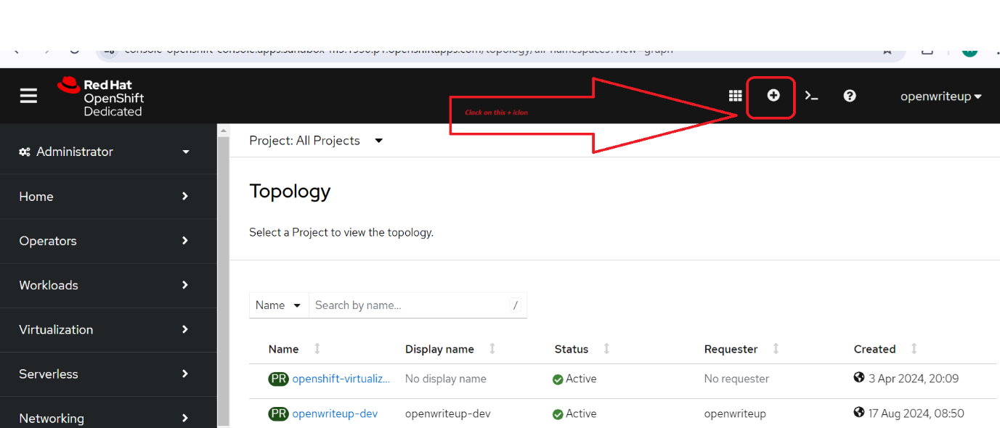 console-openshift-console.apps.sandbox-m3.1530.p1.openshiftapps.com/topology/all-namespaces?view=graph
Red Hat
OpenShift
Dedicated
Clock on this + iclon
openwriteup
Administrator
Home
Operators
Workloads
Virtualization
Serverless
Networking
Project: All Projects
Topology
Select a Project to view the topology.
Name Search by name... /
Name Display name Status Requester Created
PR openshift-virtualiz... No display name Active No requester 3 Apr 2024, 20:09
PR openwriteup-dev openwriteup-dev Active openwriteup 17 Aug 2024, 08:50